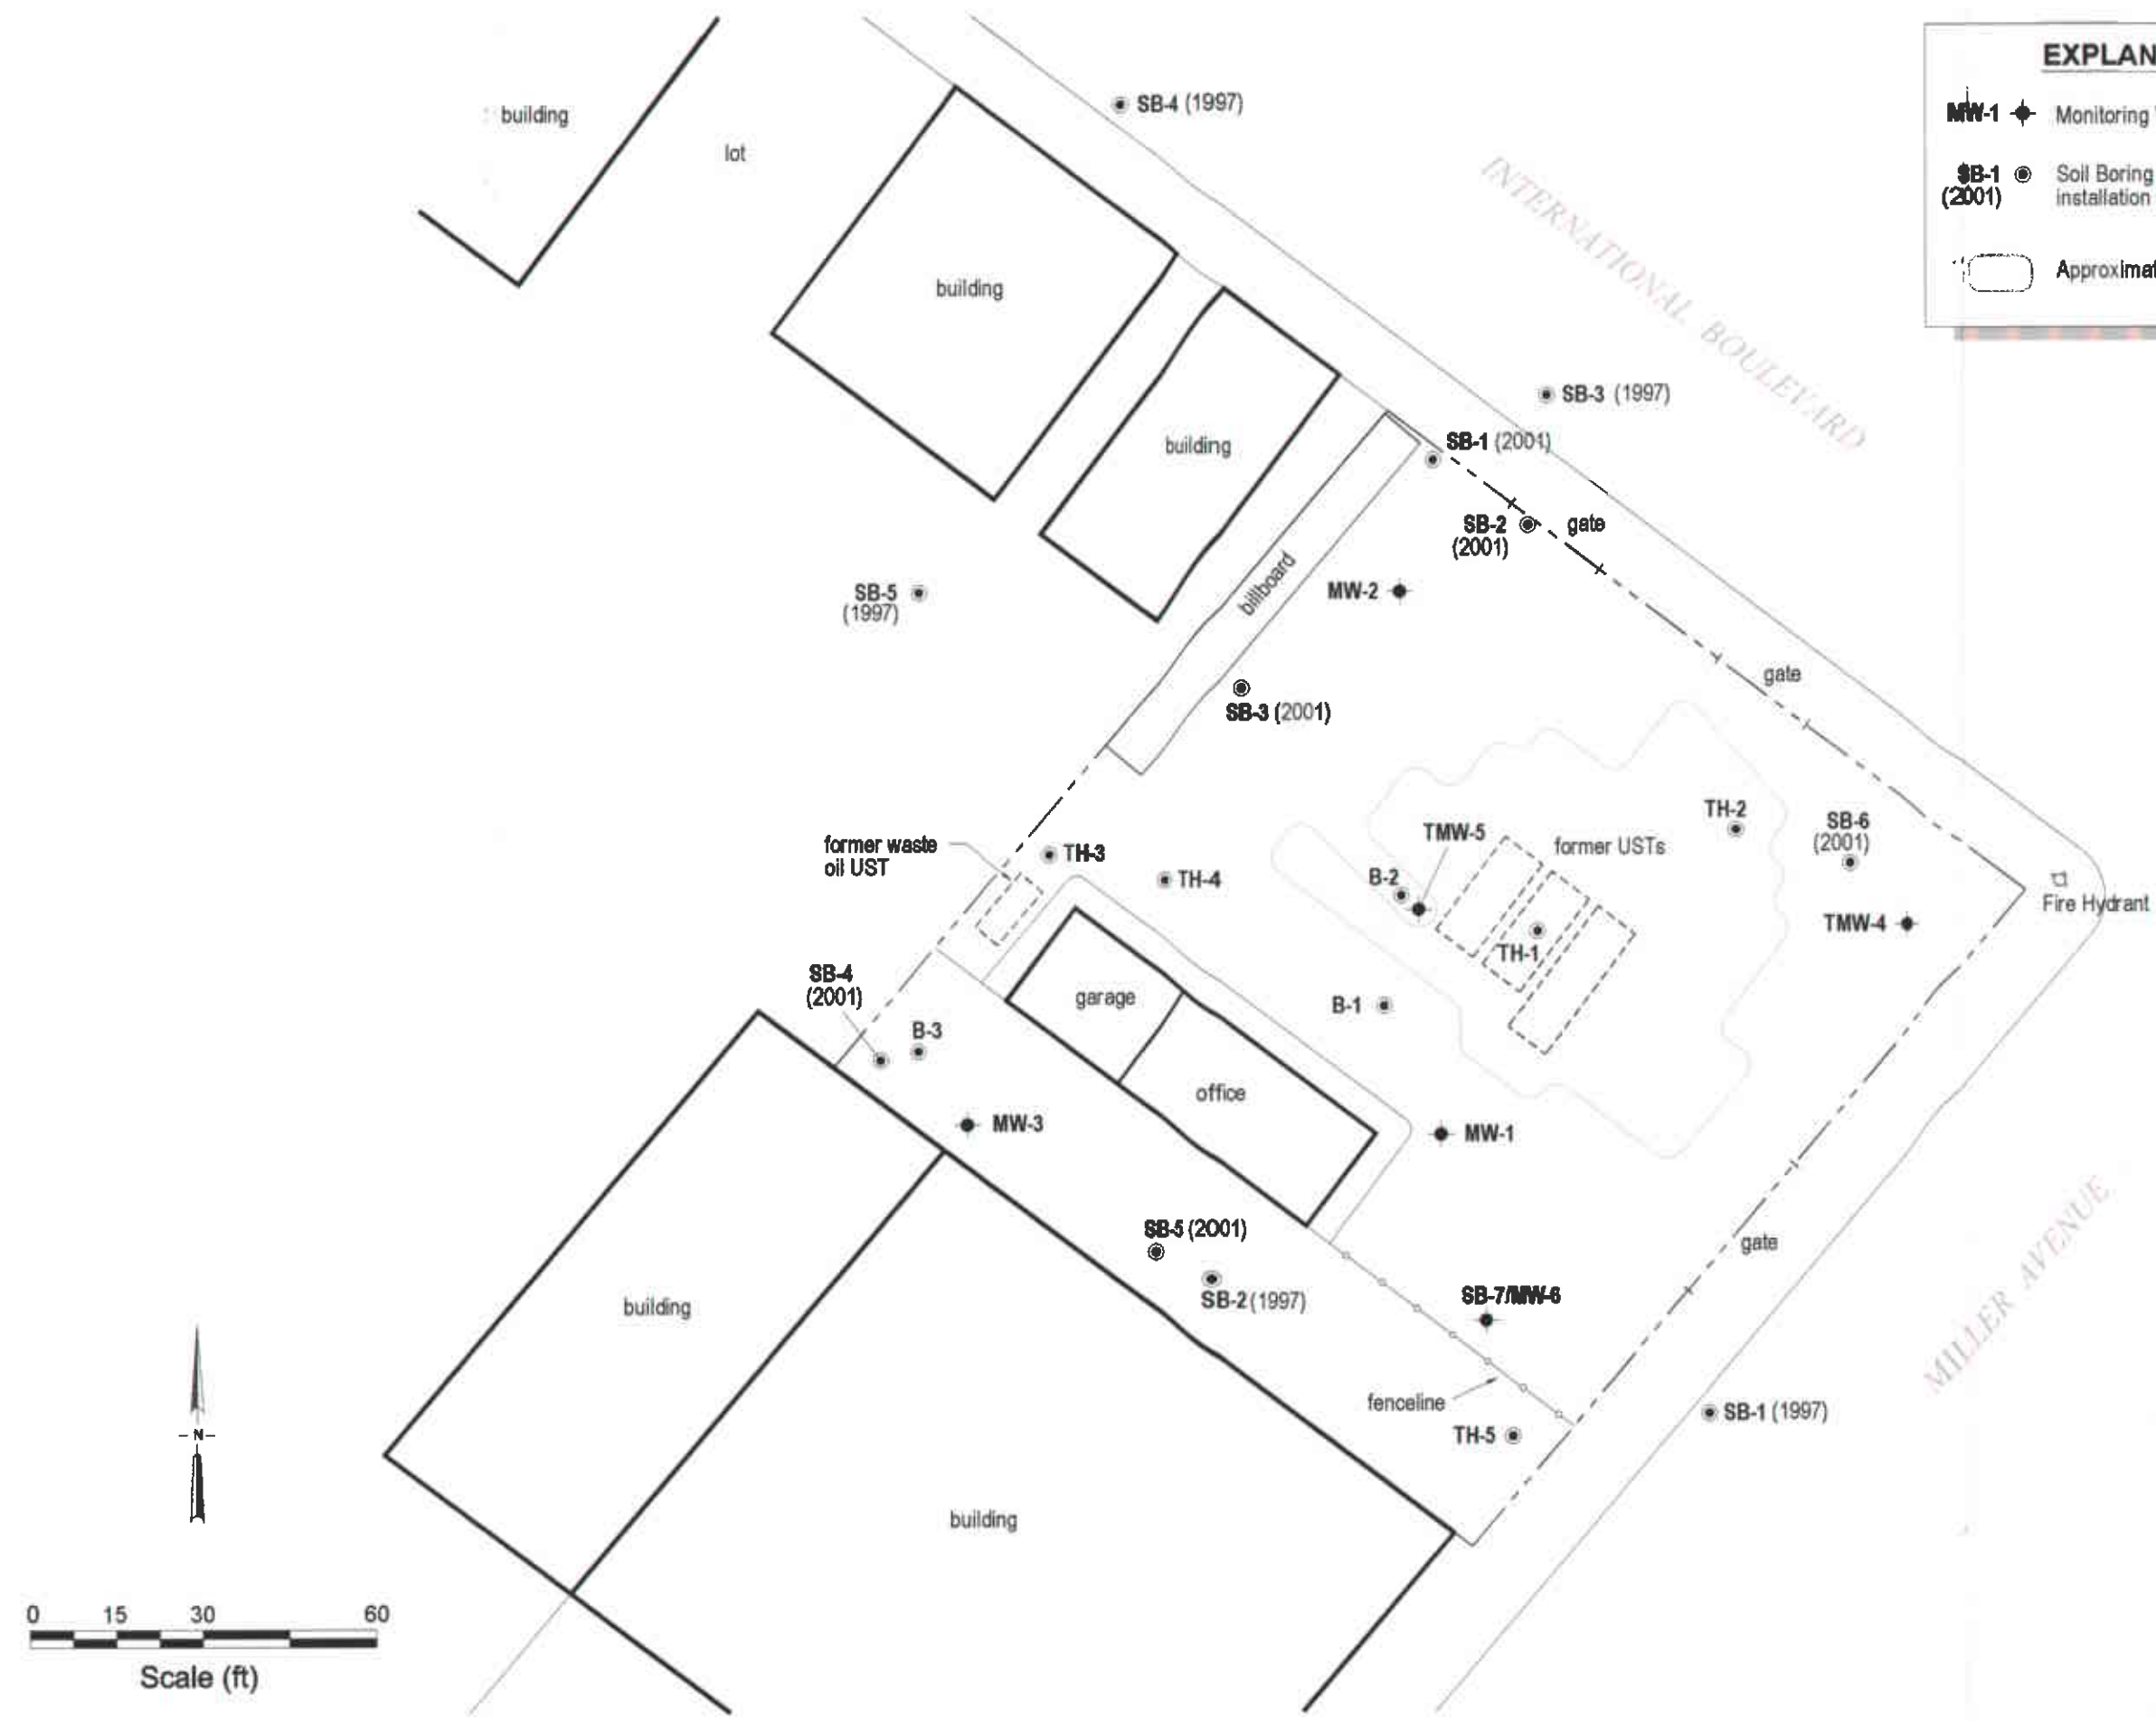 EXPLAN
MW-1
Monitoring
SB-1
(2001)
Soil Boring
installation
building
lot
SB-4 (1997)
INTERNATIONAL BOULEVARD
building
SB-3 (1997)
building
SB-1 (2001)
SB-2
(2001)
gate
billboard
MW-2
SB-5
(1997)
SB-3 (2001)
gate
former waste
oil UST
TH-3
TH-4
TMW-5
B-2
former USTs
TH-1
TH-2
SB-6
(2001)
TMW-4
Fire Hydrant
SB-4
(2001)
B-3
garage
B-1
office
MW-3
MW-1
SB-5 (2001)
SB-2 (1997)
SB-7/MW-6
gate
MILLER AVENUE
building
fenceline
TH-5
SB-1 (1997)
building
N
0 15 30 60
Scale (ft)